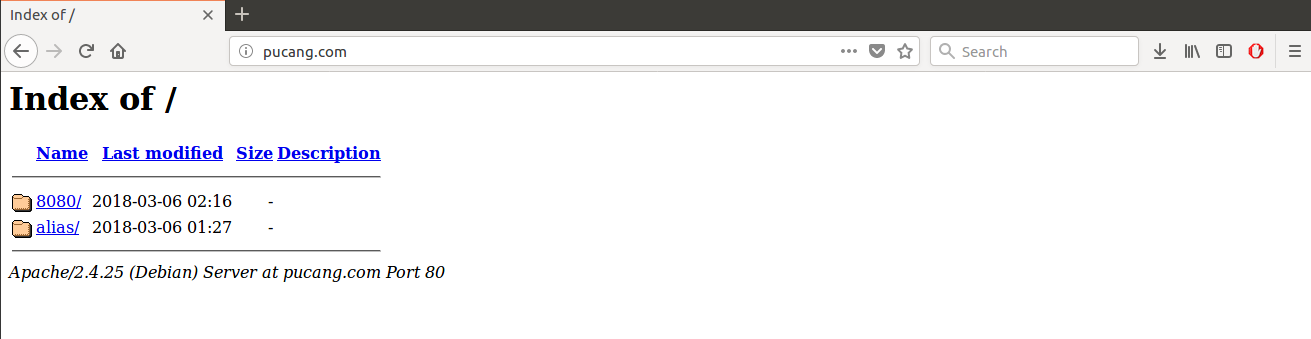 Index of /
pucang.com
Search
Index of /
Name Last modified Size Description
8080/ 2018-03-06 02:16 -
alias/ 2018-03-06 01:27 -
Apache/2.4.25 (Debian) Server at pucang.com Port 80